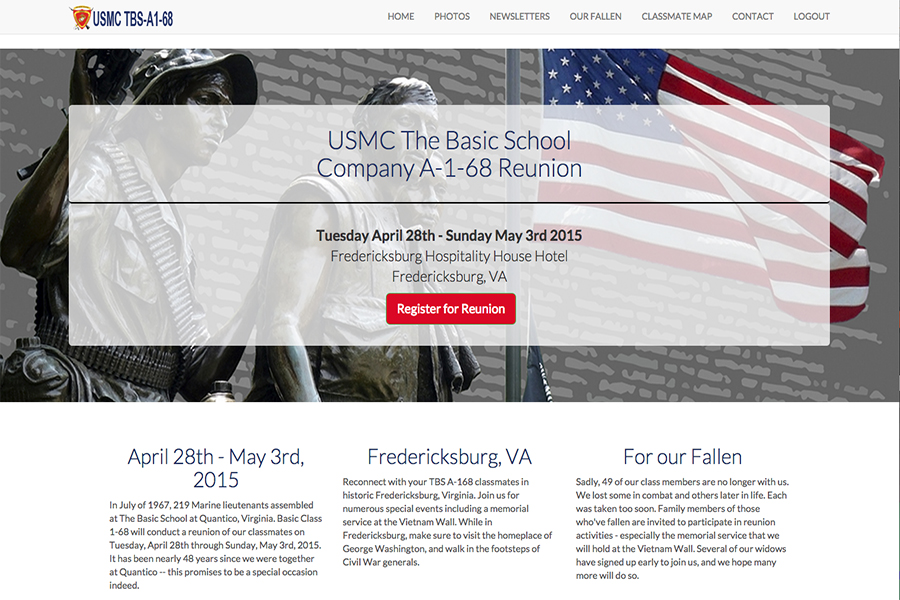 USMC TBS-A1-68
HOME PHOTOS NEWSLETTERS OUR FALLEN CLASSMATE MAP CONTACT LOGOUT
USMC The Basic School
Company A-1-68 Reunion
Tuesday April 28th - Sunday May 3rd 2015
Fredericksburg Hospitality House Hotel
Fredericksburg, VA
Register for Reunion
April 28th - May 3rd,
2015
In July of 1967, 219 Marine lieutenants assembled
at The Basic School at Quantico, Virginia. Basic Class
1-68 will conduct a reunion of our classmates on
Tuesday, April 28th through Sunday, May 3rd, 2015.
It has been nearly 48 years since we were together
at Quantico -- this promises to be a special occasion
indeed.
Fredericksburg, VA
Reconnect with your TBS A-168 classmates in
historic Fredericksburg, Virginia. Join us for
numerous special events including a memorial
service at the Vietnam Wall. While in
Fredericksburg, make sure to visit the homeplace of
George Washington, and walk in the footsteps of
Civil War generals.
For our Fallen
Sadly, 49 of our class members are no longer with us.
We lost some in combat and others later in life. Each
was taken too soon. Family members of those
who've fallen are invited to participate in reunion
activities - especially the memorial service that we
will hold at the Vietnam Wall. Several of our widows
have signed up early to join us, and we hope many
more will do so.